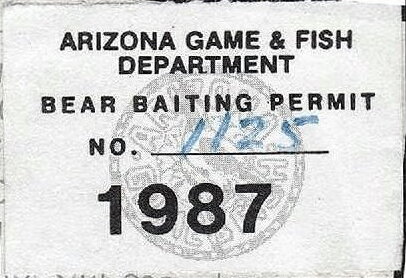 ARIZONA GAME & FISH
DEPARTMENT
BEAR BAITING PERMIT
NO. 1125
1987